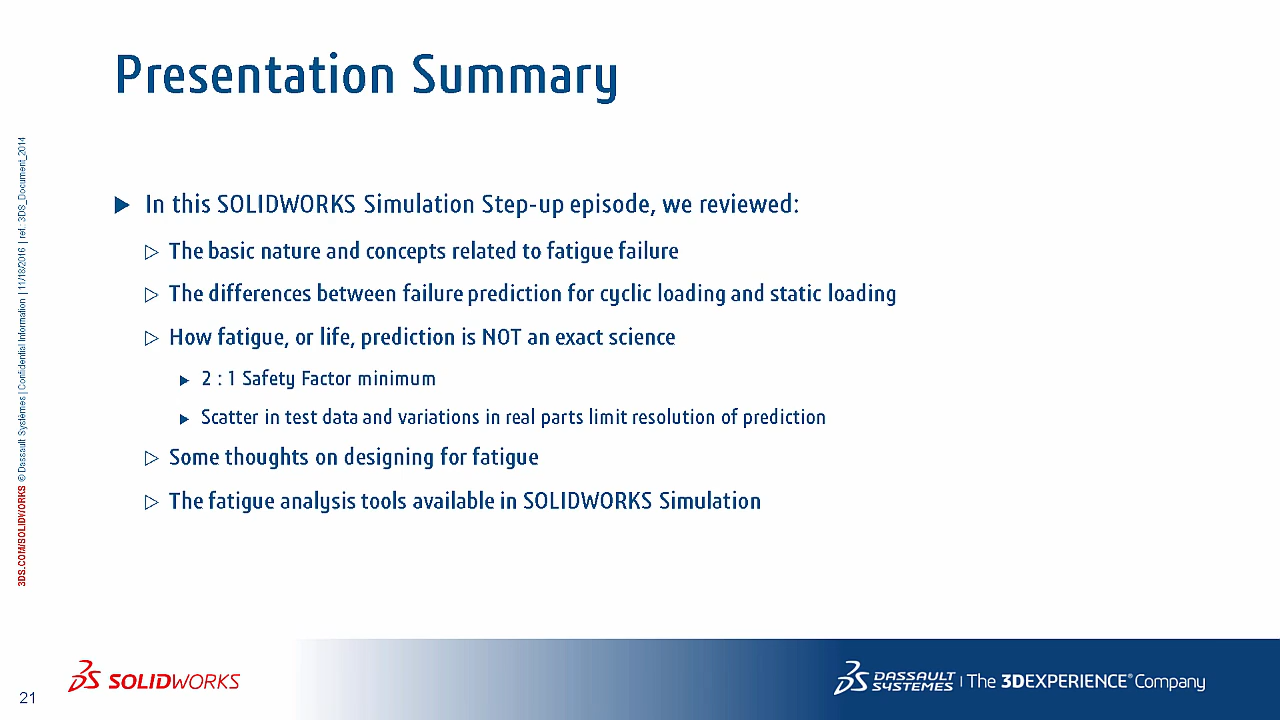 Presentation Summary
In this SOLIDWORKS Simulation Step-up episode, we reviewed:
The basic nature and concepts related to fatigue failure
The differences between failure prediction for cyclic loading and static loading
How fatigue, or life, prediction is NOT an exact science
2 : 1 Safety Factor minimum
Scatter in test data and variations in real parts limit resolution of prediction
Some thoughts on designing for fatigue
The fatigue analysis tools available in SOLIDWORKS Simulation
3DS.COM/SOLIDWORKS © Dassault Systèmes | Confidential Information | 11/18/2016 | ref.: 3DS_Document_2014
21
SOLIDWORKS
DASSAULT SYSTEMES | The 3DEXPERIENCE® Company